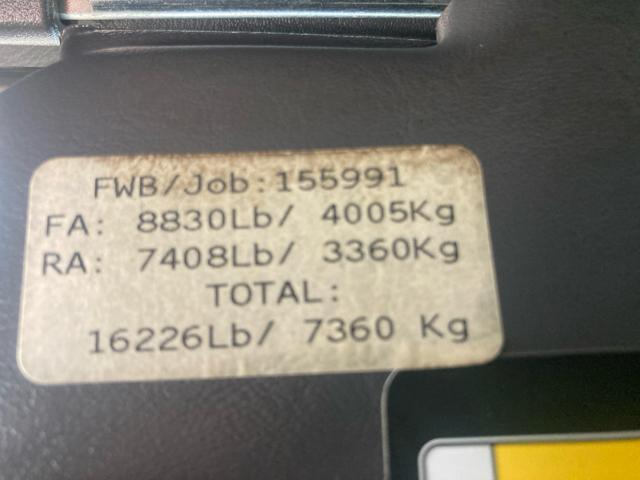 FWB/Job:155991
FA: 8830Lb/ 4005Kg
RA: 7408Lb/ 3360Kg
TOTAL:
16226Lb/ 7360 Kg